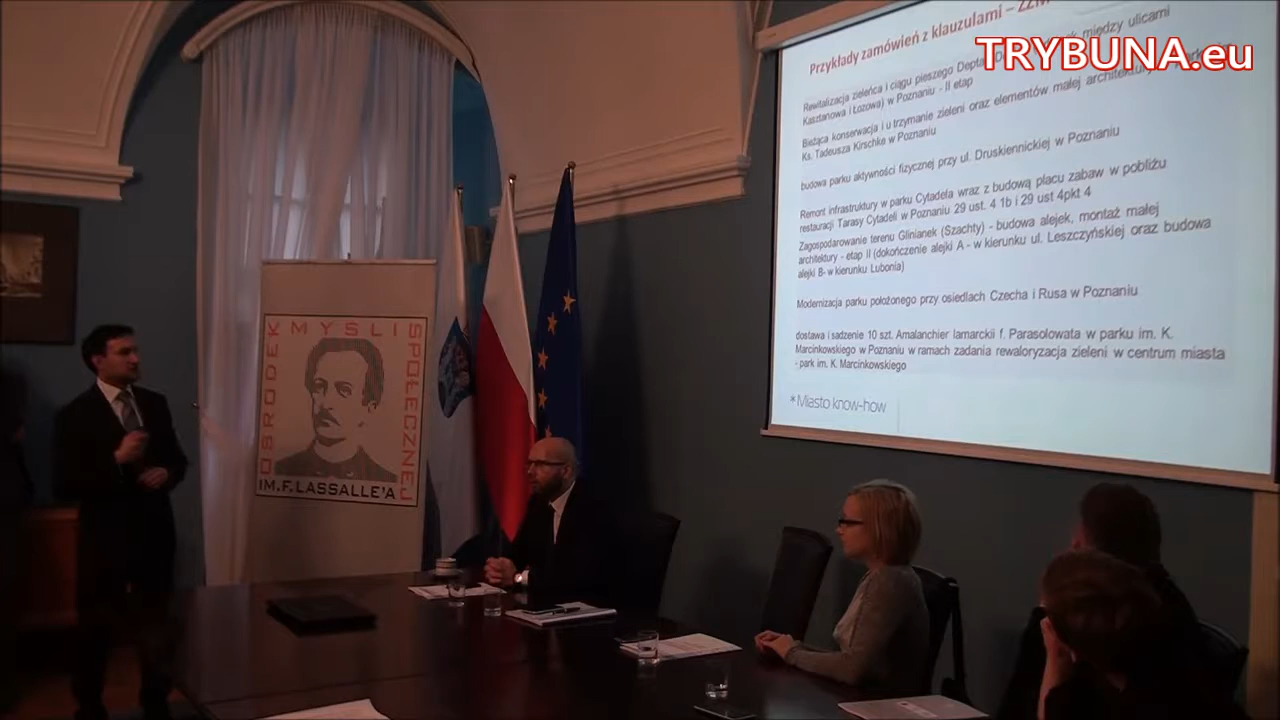 TRYBUNA.eu
Przykłady zamówień z klauzulami –
Rewitalizacja zieleńca i ciągu pieszego między ulicami
Kasztanowa i Łozowa) w Poznaniu - II etap
Bieżąca konserwacja i utrzymanie zieleni oraz elementów małej
Ks. Tadeusza Kirschke w Poznaniu
budowa parku aktywności fizycznej przy ul. Druskiennickiej w Poznaniu
Remont infrastruktury w parku Cytadela wraz z budową placu zabaw w pobliżu
restauracji Tarasy Cytadeli w Poznaniu 29 ust. 4 1b i 29 ust 4pkt 4
Zagospodarowanie terenu Glinianek (Szachty) - budowa alejek, montaż małej
architektury - etap II (dokończenie alejki A - w kierunku ul. Leszczyńskiej oraz budowa
alejki B- w kierunku Lubonia)
Modernizacja parku położonego przy osiedlach Czecha i Rusa w Poznaniu
dostawa i sadzenie 10 szt. Amalanchier lamarckii f. Parasolowata w parku im. K.
Marcinkowskiego w Poznaniu w ramach zadania rewaloryzacja zieleni w centrum miasta
- park im. K. Marcinkowskiego
* Miasto know-how
OŚRODEK MYŚLI SPOŁECZNEJ
IM. F. LASSALLE'A